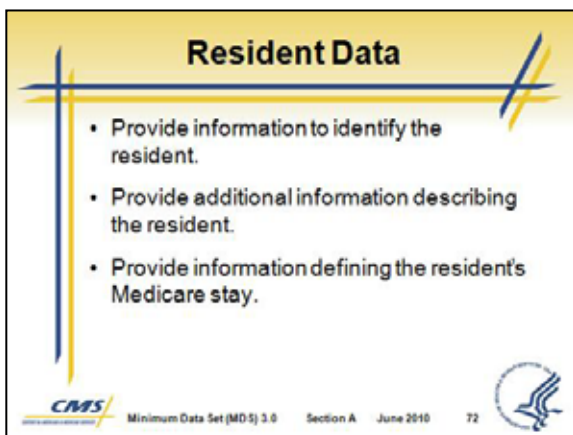 Resident Data
• Provide information to identify the
resident.
• Provide additional information describing
the resident.
• Provide information defining the resident's
Medicare stay.
CMS
Minimum Data Set (MDS) 3.0 Section A June 2010 72